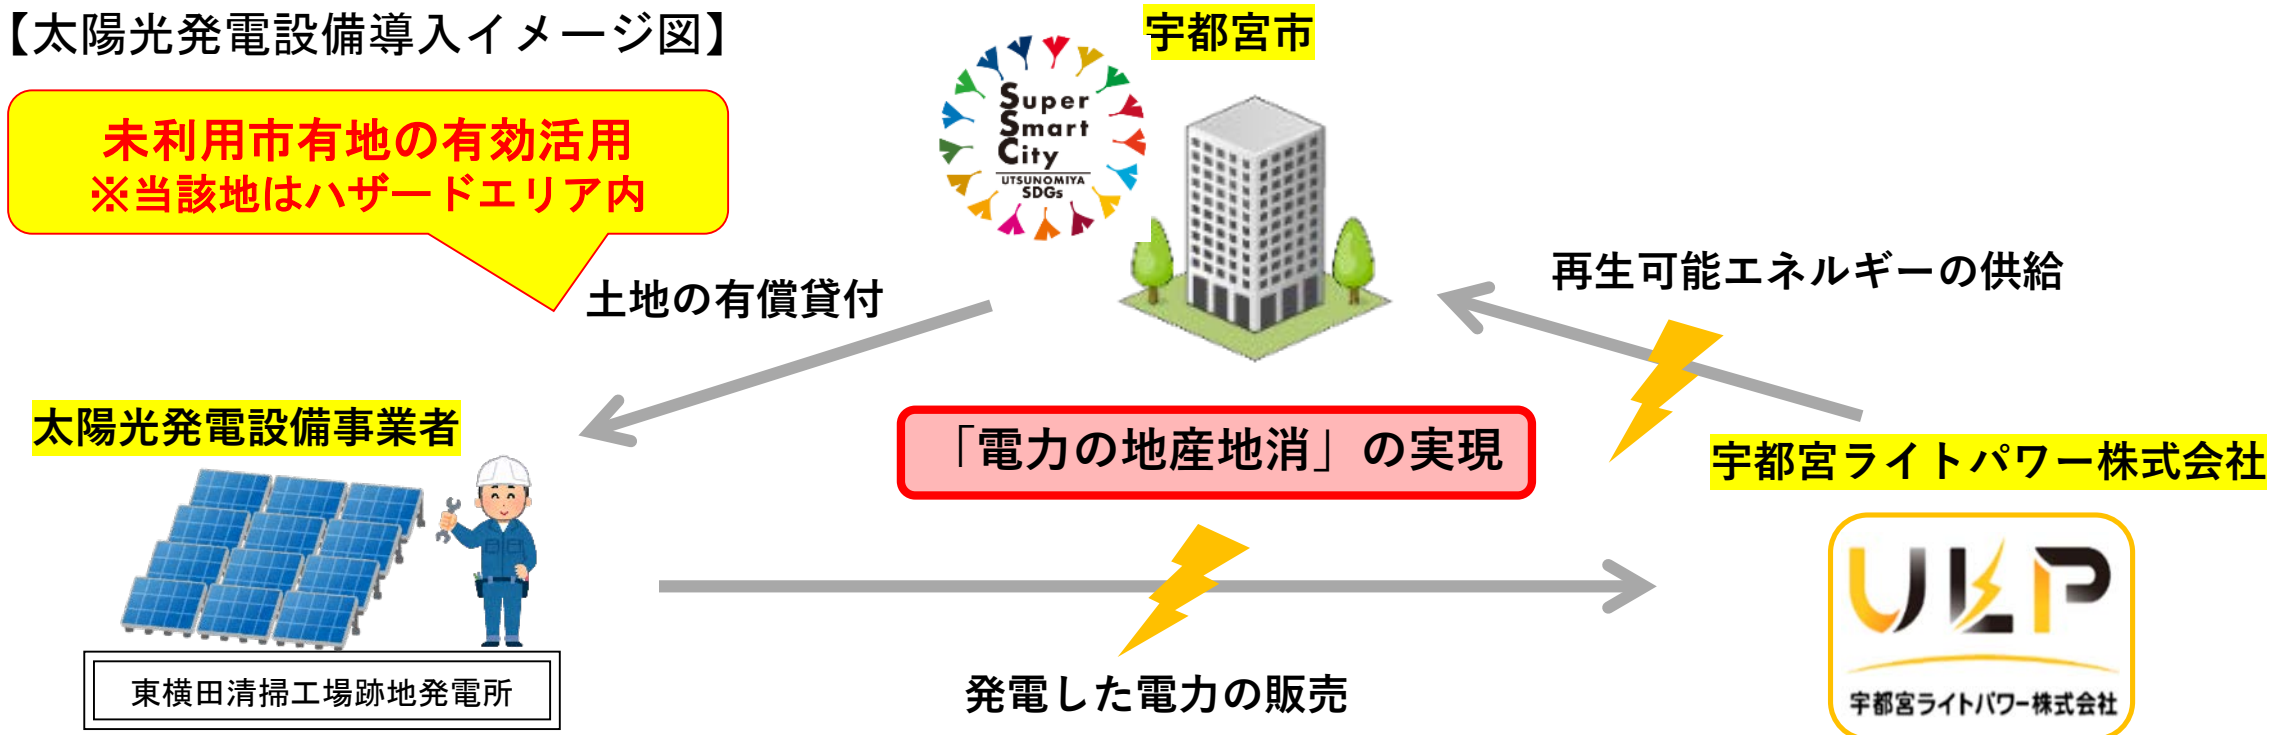 【太陽光発電設備導入イメージ図】
宇都宮市
Super
Smart
City
UTSUNOMIYA
SDGs
未利用市有地の有効活用
※当該地はハザードエリア内
土地の有償貸付
再生可能エネルギーの供給
太陽光発電設備事業者
「電力の地産地消」の実現
宇都宮ライトパワー株式会社
ULP
宇都宮ライトパワー株式会社
東横田清掃工場跡地発電所
発電した電力の販売